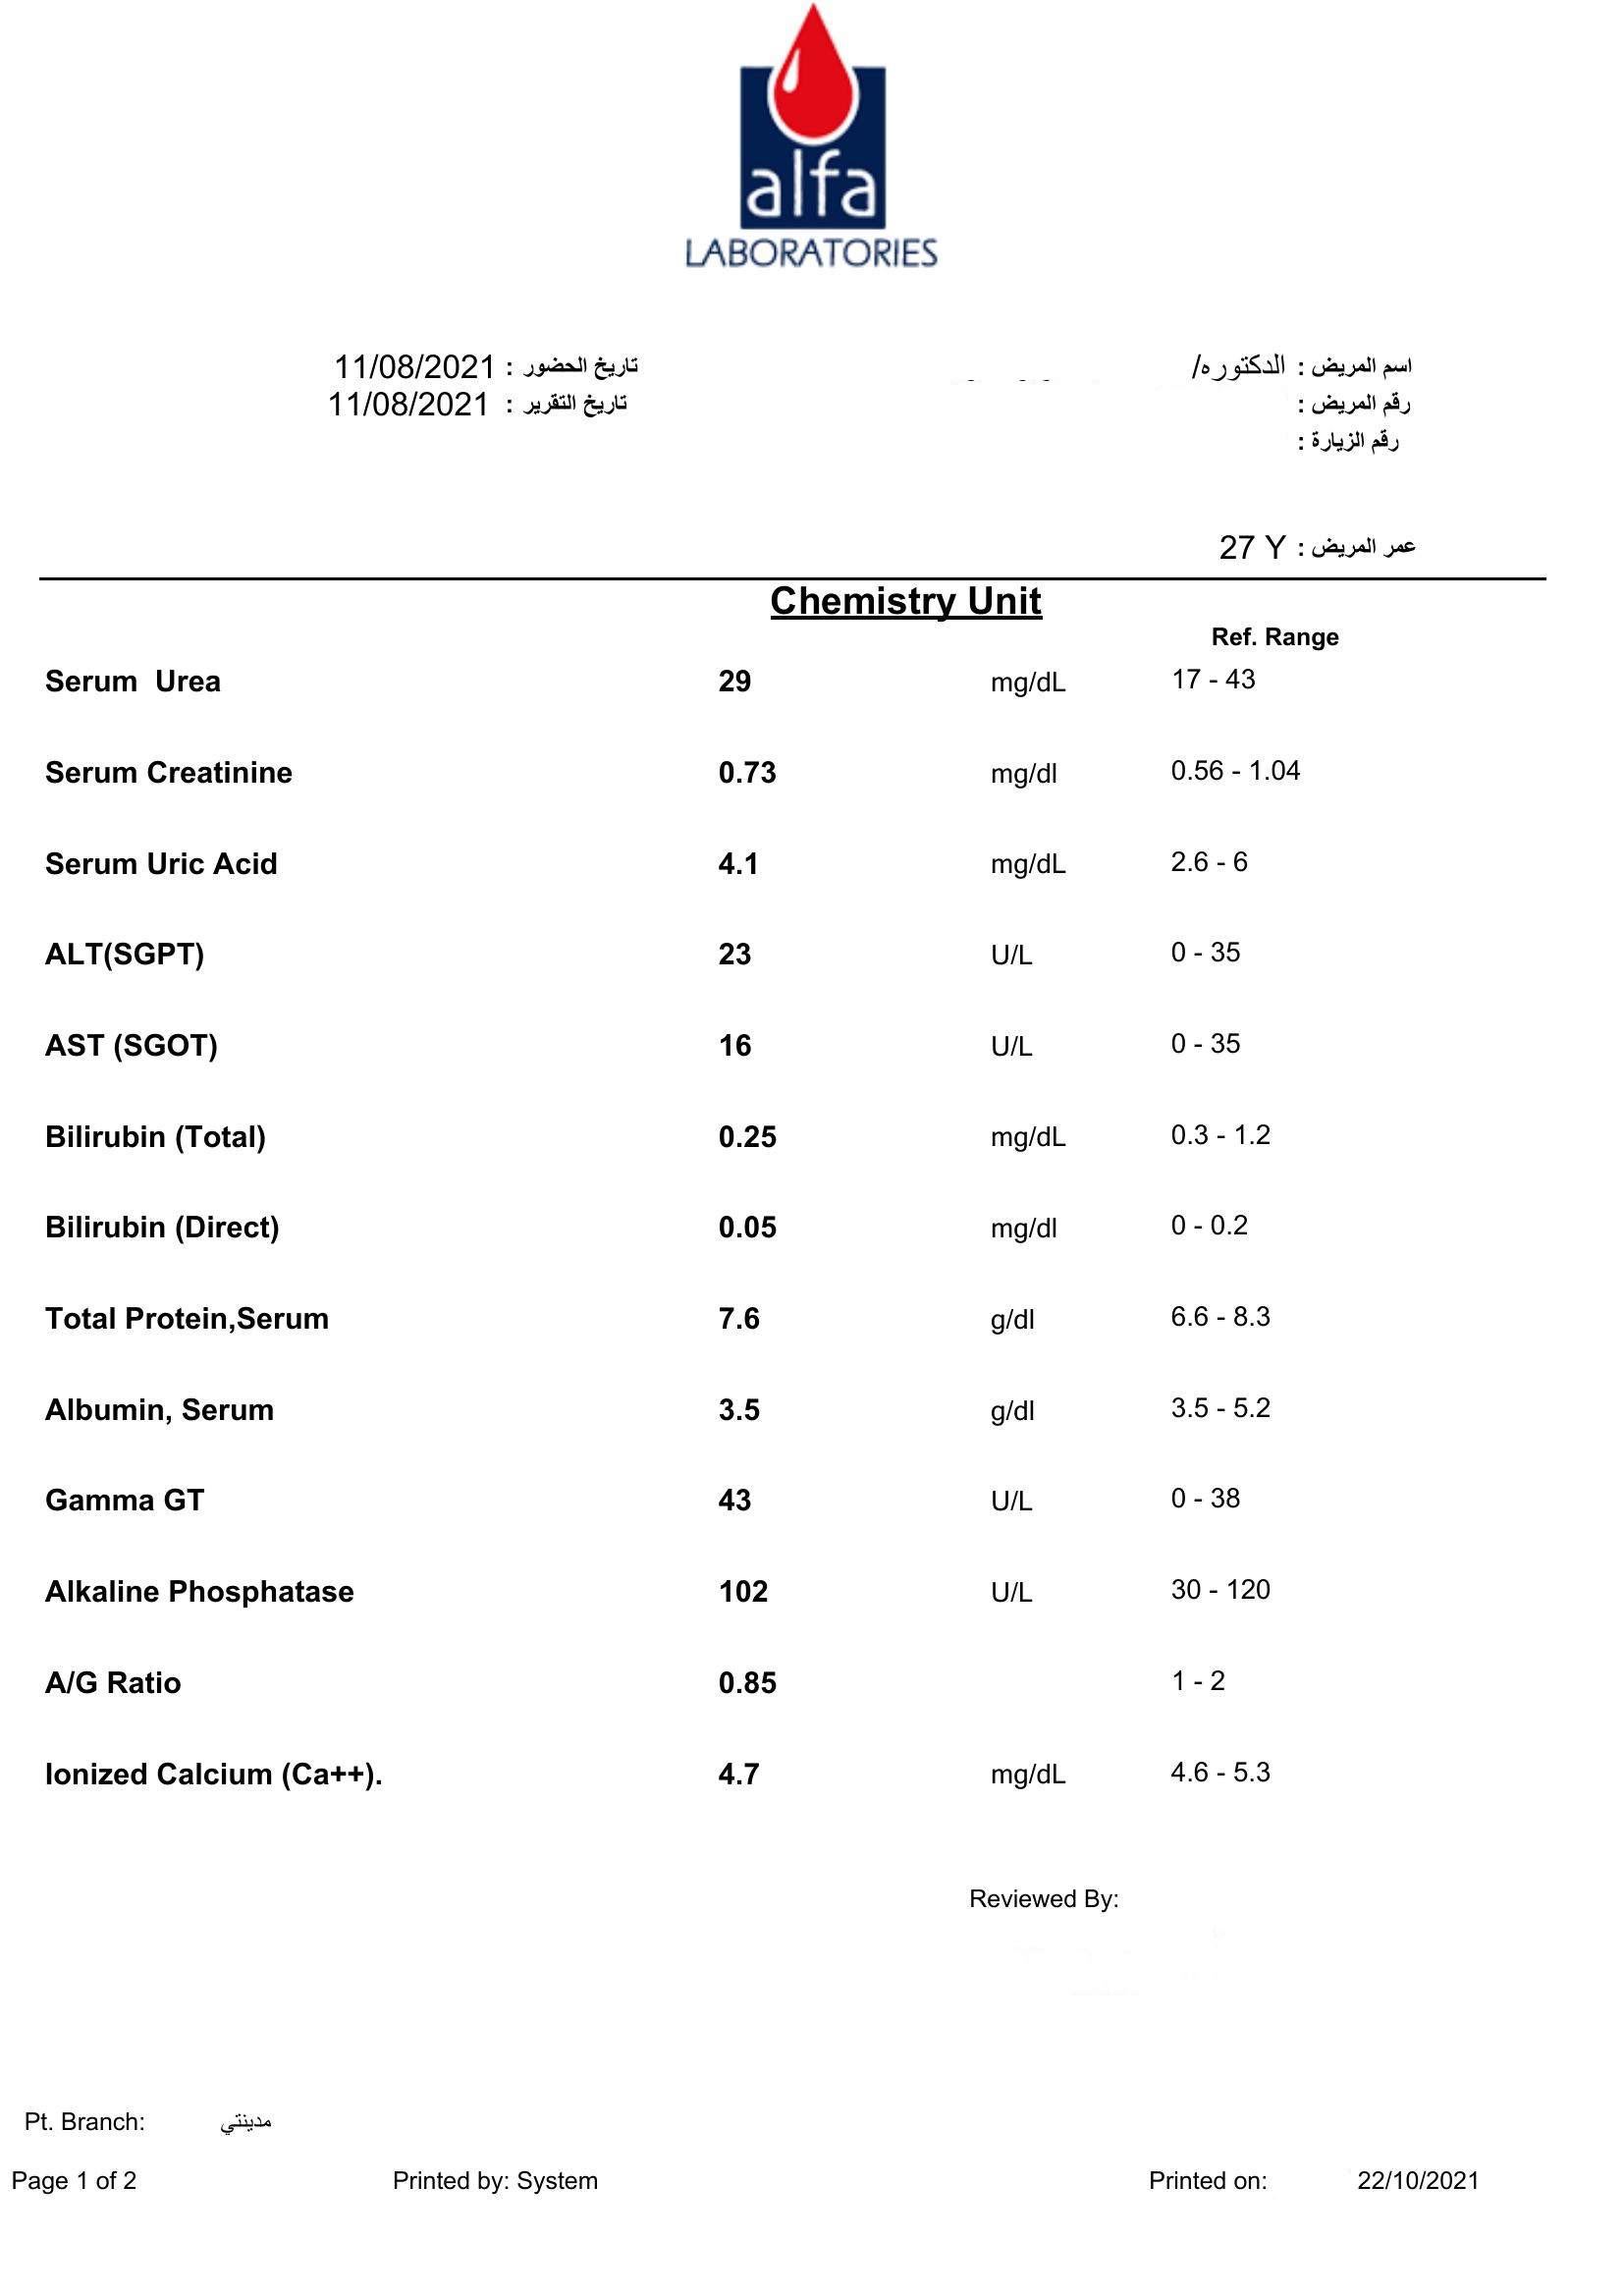 alfa
LABORATORIES
اسم المريض : الدكتوره/
تاريخ الحضور : 11/08/2021
رقم المريض :
تاريخ التقرير : 11/08/2021
رقم الزيارة :
عمر المريض : 27 Y
Chemistry Unit
Ref. Range
Serum Urea 29 mg/dL 17 - 43
Serum Creatinine 0.73 mg/dl 0.56 - 1.04
Serum Uric Acid 4.1 mg/dL 2.6 - 6
ALT(SGPT) 23 U/L 0 - 35
AST (SGOT) 16 U/L 0 - 35
Bilirubin (Total) 0.25 mg/dL 0.3 - 1.2
Bilirubin (Direct) 0.05 mg/dl 0 - 0.2
Total Protein,Serum 7.6 g/dl 6.6 - 8.3
Albumin, Serum 3.5 g/dl 3.5 - 5.2
Gamma GT 43 U/L 0 - 38
Alkaline Phosphatase 102 U/L 30 - 120
A/G Ratio 0.85 1 - 2
Ionized Calcium (Ca++). 4.7 mg/dL 4.6 - 5.3
Reviewed By:
Pt. Branch: مدينتي
Page 1 of 2 Printed by: System Printed on: 22/10/2021